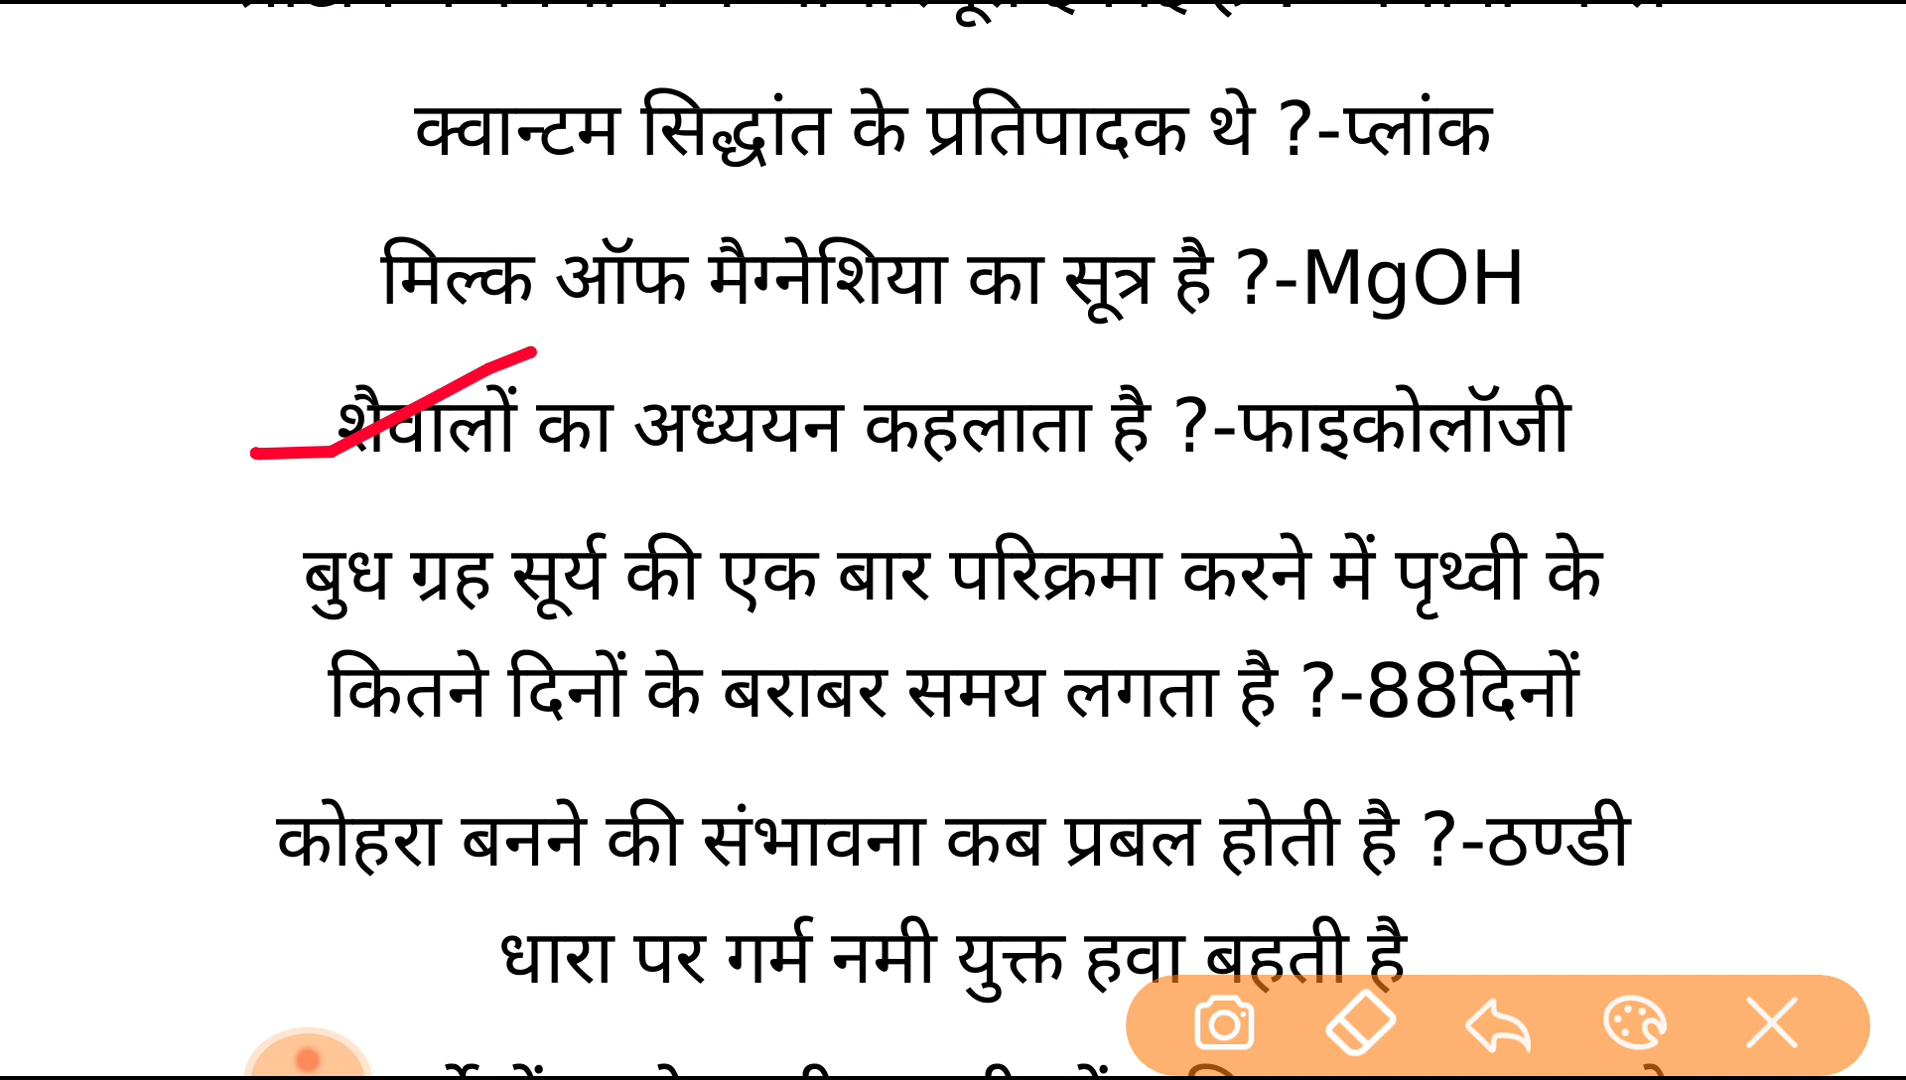 क्वान्टम सिद्धांत के प्रतिपादक थे ?-प्लांक
मिल्क ऑफ मैग्नेशिया का सूत्र है ?-MgOH
शैवालों का अध्ययन कहलाता है ?-फाइकोलॉजी
बुध ग्रह सूर्य की एक बार परिक्रमा करने में पृथ्वी के
कितने दिनों के बराबर समय लगता है ?-88दिनों
कोहरा बनने की संभावना कब प्रबल होती है ?-ठण्डी
धारा पर गर्म नमी युक्त हवा बहती है